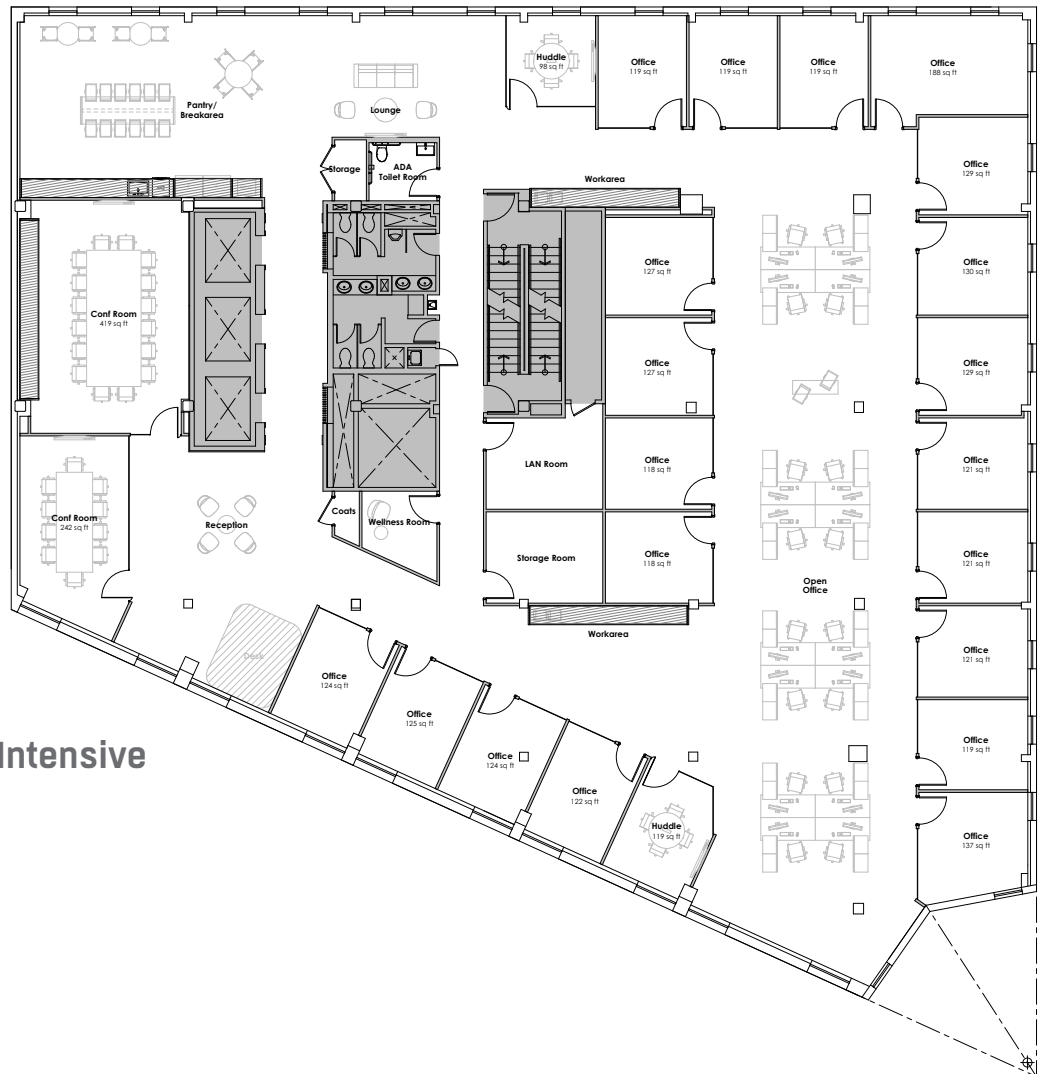 Huddle
98 sq ft
Office
119 sq ft
Office
119 sq ft
Office
119 sq ft
Office
188 sq ft
Pantry/
Breakarea
Lounge
Storage
ADA
Toilet Room
Workarea
Office
129 sq ft
Office
127 sq ft
Office
130 sq ft
Conf Room
419 sq ft
Office
127 sq ft
Office
129 sq ft
LAN Room
Office
118 sq ft
Office
121 sq ft
Conf Room
242 sq ft
Reception
Coats
Wellness Room
Storage Room
Office
118 sq ft
Office
121 sq ft
Open
Office
Workarea
Desk
Office
124 sq ft
Office
121 sq ft
Office
125 sq ft
Office
124 sq ft
Office
119 sq ft
Intensive
Office
122 sq ft
Huddle
119 sq ft
Office
137 sq ft